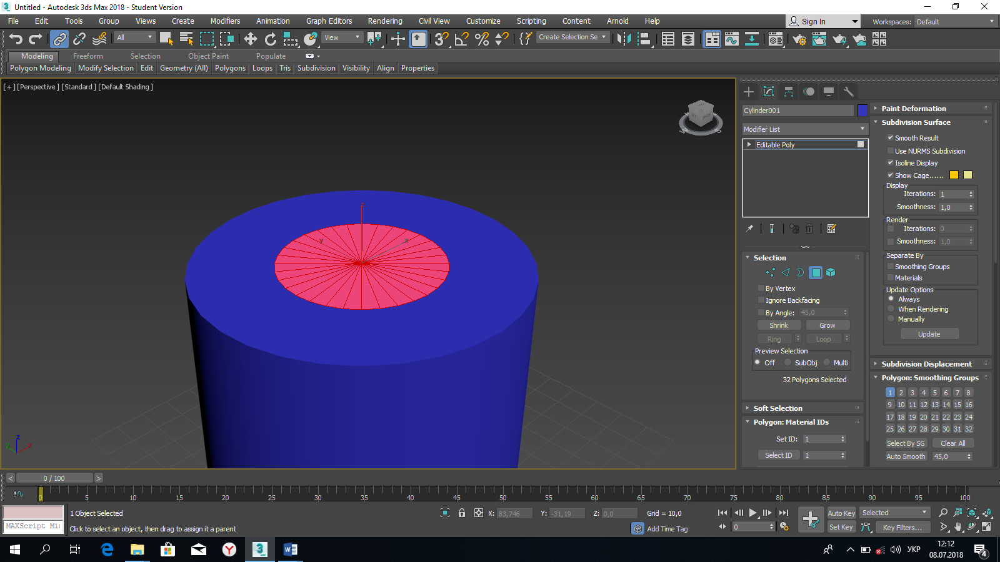 Untitled - Autodesk 3ds Max 2018 - Student Version
File Edit Tools Group Views Create Modifiers Animation Graph Editors Rendering Civil View Customize Scripting Content Arnold Help
Sign In
Workspaces: Default
All
View
Create Selection Se
Modeling Freeform Selection Object Paint Populate
Polygon Modeling Modify Selection Edit Geometry (All) Polygons Loops Tris Subdivision Visibility Align Properties
[+] [Perspective] [Standard] [Default Shading]
z
y
x
Cylinder001
Modifier List
Editable Poly
Selection
By Vertex
Ignore Backfacing
By Angle: 45,0
Shrink Grow
Ring Loop
Preview Selection
Off SubObj Multi
32 Polygons Selected
Soft Selection
Polygon: Material IDs
Set ID: 1
Select ID 1
Paint Deformation
Subdivision Surface
Smooth Result
Use NURMS Subdivision
Isoline Display
Show Cage......
Display
Iterations: 1
Smoothness: 1,0
Render
Iterations: 0
Smoothness: 1,0
Separate By
Smoothing Groups
Materials
Update Options
Always
When Rendering
Manually
Update
Subdivision Displacement
Polygon: Smoothing Groups
1 2 3 4 5 6 7 8
9 10 11 12 13 14 15 16
17 18 19 20 21 22 23 24
25 26 27 28 29 30 31 32
Select By SG Clear All
Auto Smooth 45,0
z
y
x
< 0 / 100 >
0 5 10 15 20 25 30 35 40 45 50 55 60 65 70 75 80 85 90 95 100
1 Object Selected
X: 83,746 Y: -31,19 Z: 0,0 Grid = 10,0
Auto Key Selected
MAXScript Mi
Click to select an object, then drag to assign it a parent
Add Time Tag
0
Set Key Key Filters...
УКР
12:12
08.07.2018
4